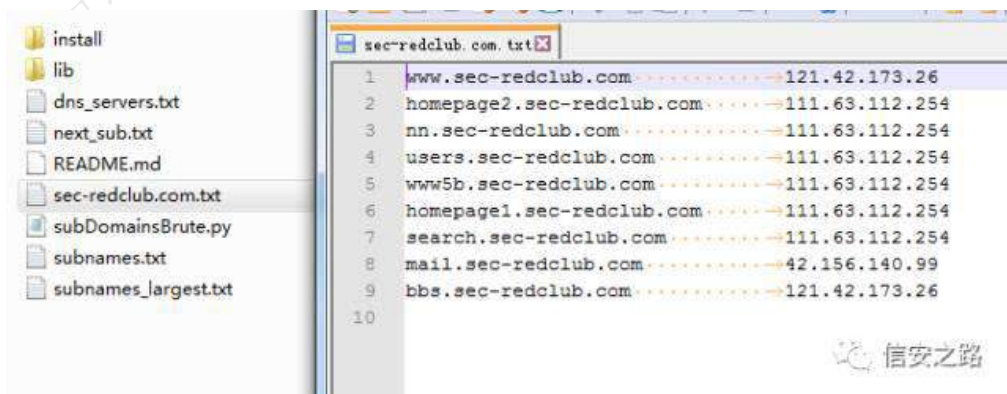 install
lib
dns_servers.txt
next_sub.txt
README.md
sec-redclub.com.txt
subDomainsBrute.py
subnames.txt
subnames_largest.txt
sec-redclub.com.txt
1 www.sec-redclub.com 121.42.173.26
2 homepage2.sec-redclub.com 111.63.112.254
3 nn.sec-redclub.com 111.63.112.254
4 users.sec-redclub.com 111.63.112.254
5 www5b.sec-redclub.com 111.63.112.254
6 homepage1.sec-redclub.com 111.63.112.254
7 search.sec-redclub.com 111.63.112.254
8 mail.sec-redclub.com 42.156.140.99
9 bbs.sec-redclub.com 121.42.173.26
10
信安之路